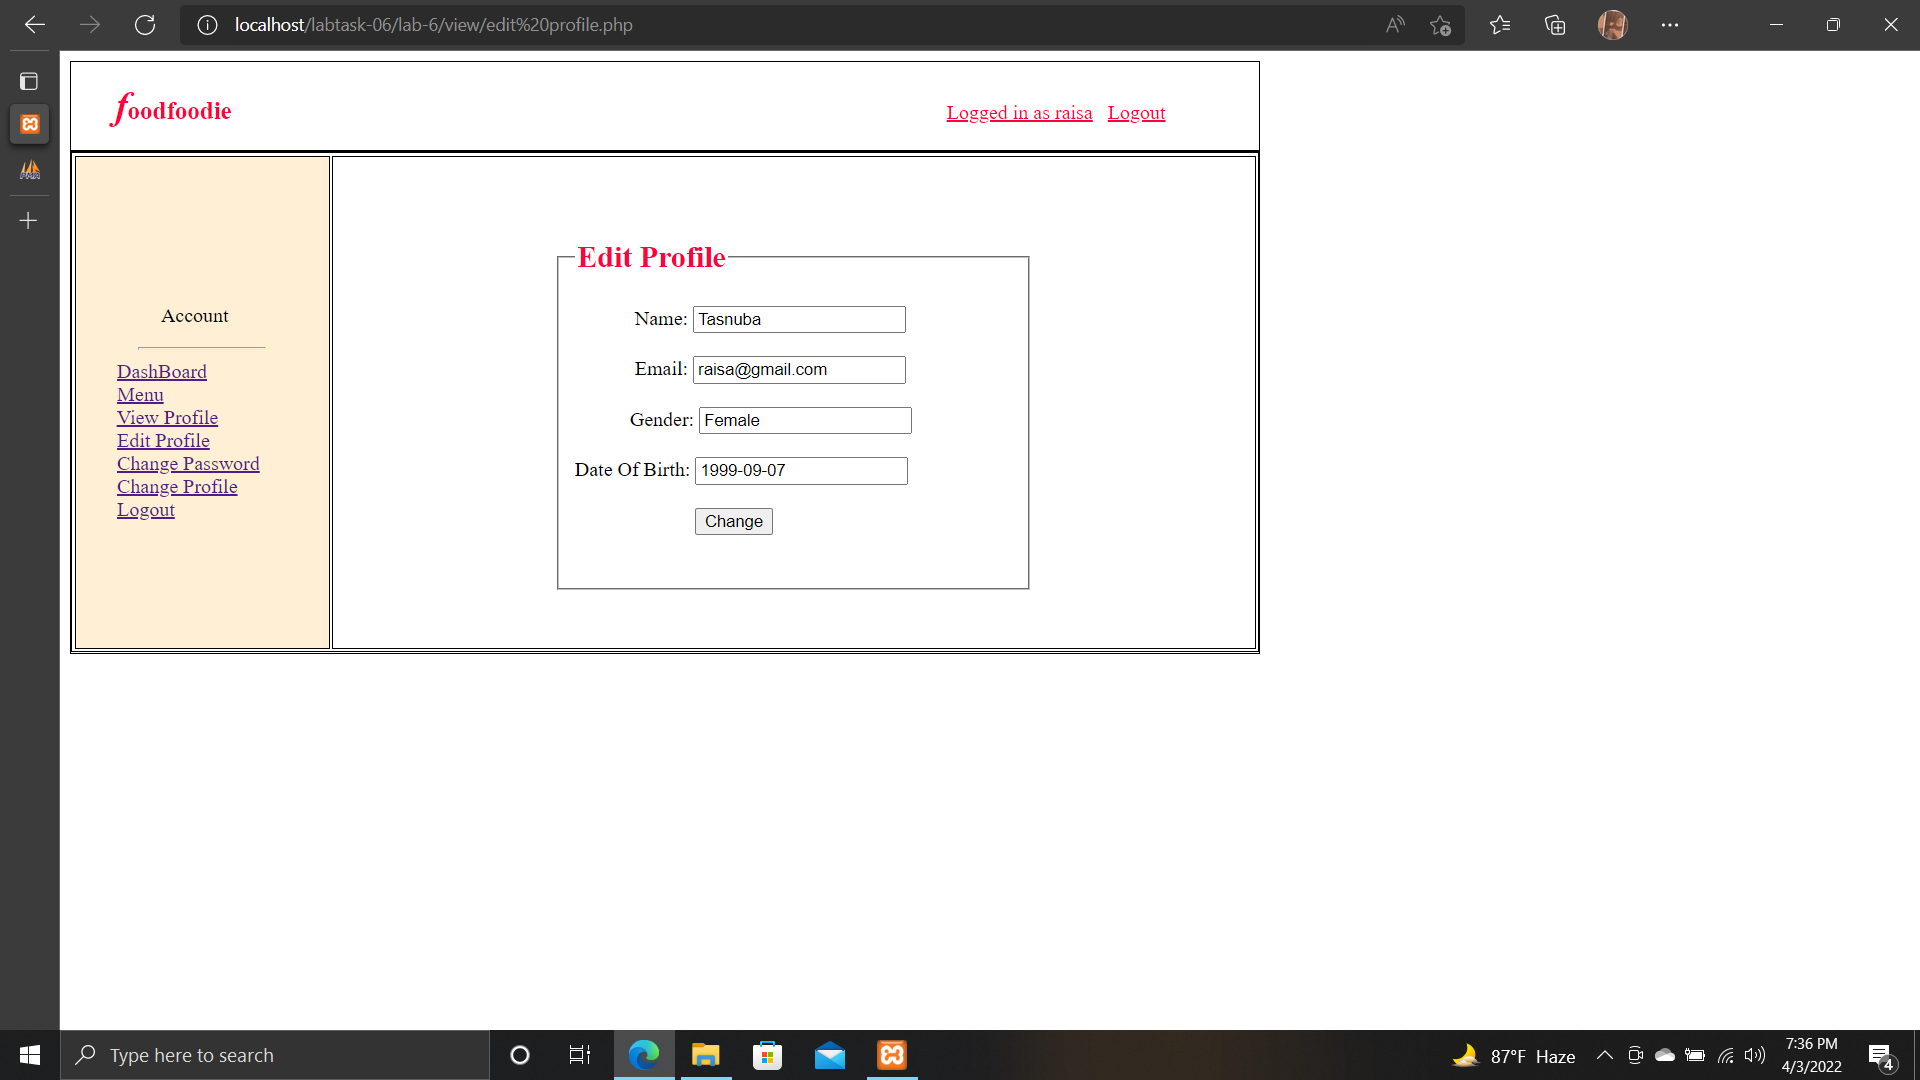 localhost/labtask-06/lab-6/view/edit%20profile.php
foodfoodie
Logged in as raisa Logout
Edit Profile
Account
Name: Tasnuba
Email: raisa@gmail.com
Gender: Female
Date Of Birth: 1999-09-07
Change
DashBoard
Menu
View Profile
Edit Profile
Change Password
Change Profile
Logout
Type here to search
87°F Haze
7:36 PM
4/3/2022
4